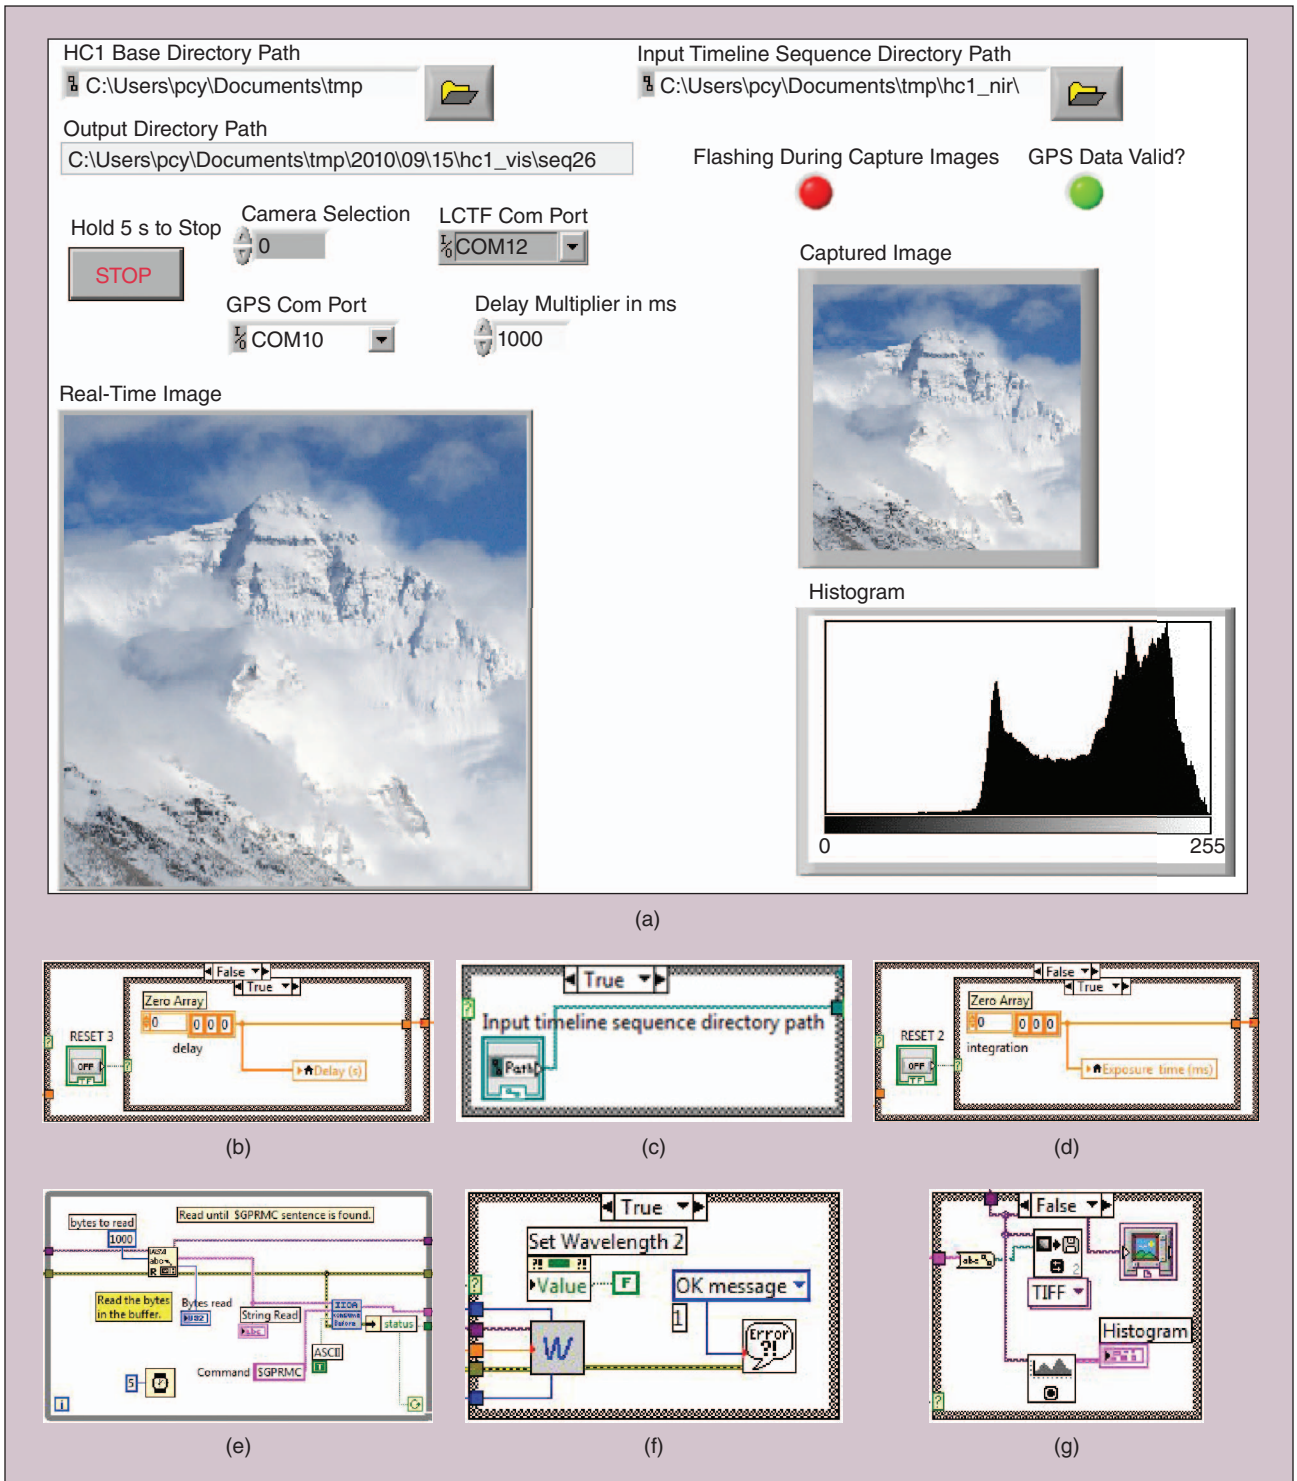 HC1 Base Directory Path
Input Timeline Sequence Directory Path
C:\Users\pcy\Documents\tmp
C:\Users\pcy\Documents\tmp\hc1_nir\
Output Directory Path
C:\Users\pcy\Documents\tmp\2010\09\15\hc1_vis\seq26
Flashing During Capture Images
GPS Data Valid?
Hold 5 s to Stop
Camera Selection
LCTF Com Port
STOP
0
COM12
Captured Image
GPS Com Port
Delay Multiplier in ms
COM10
1000
Real-Time Image
Histogram
0
255
(a)
False
True
Zero Array
0
0 0 0
RESET 3
delay
OFF
TF
Delay (s)
(b)
True
Input timeline sequence directory path
Path
(c)
False
True
Zero Array
0
0 0 0
RESET 2
integration
OFF
TF
Exposure time (ms)
(d)
Read until $GPRMC sentence is found.
bytes to read
1000
abc
R
Read the bytes
in the buffer.
Bytes read
U32
String Read
abc
status
ASCII
Command
$GPRMC
5
i
(e)
True
Set Wavelength 2
Value
F
OK message
1
W
Error
?!
(f)
False
abc
2
TIFF
Histogram
(g)